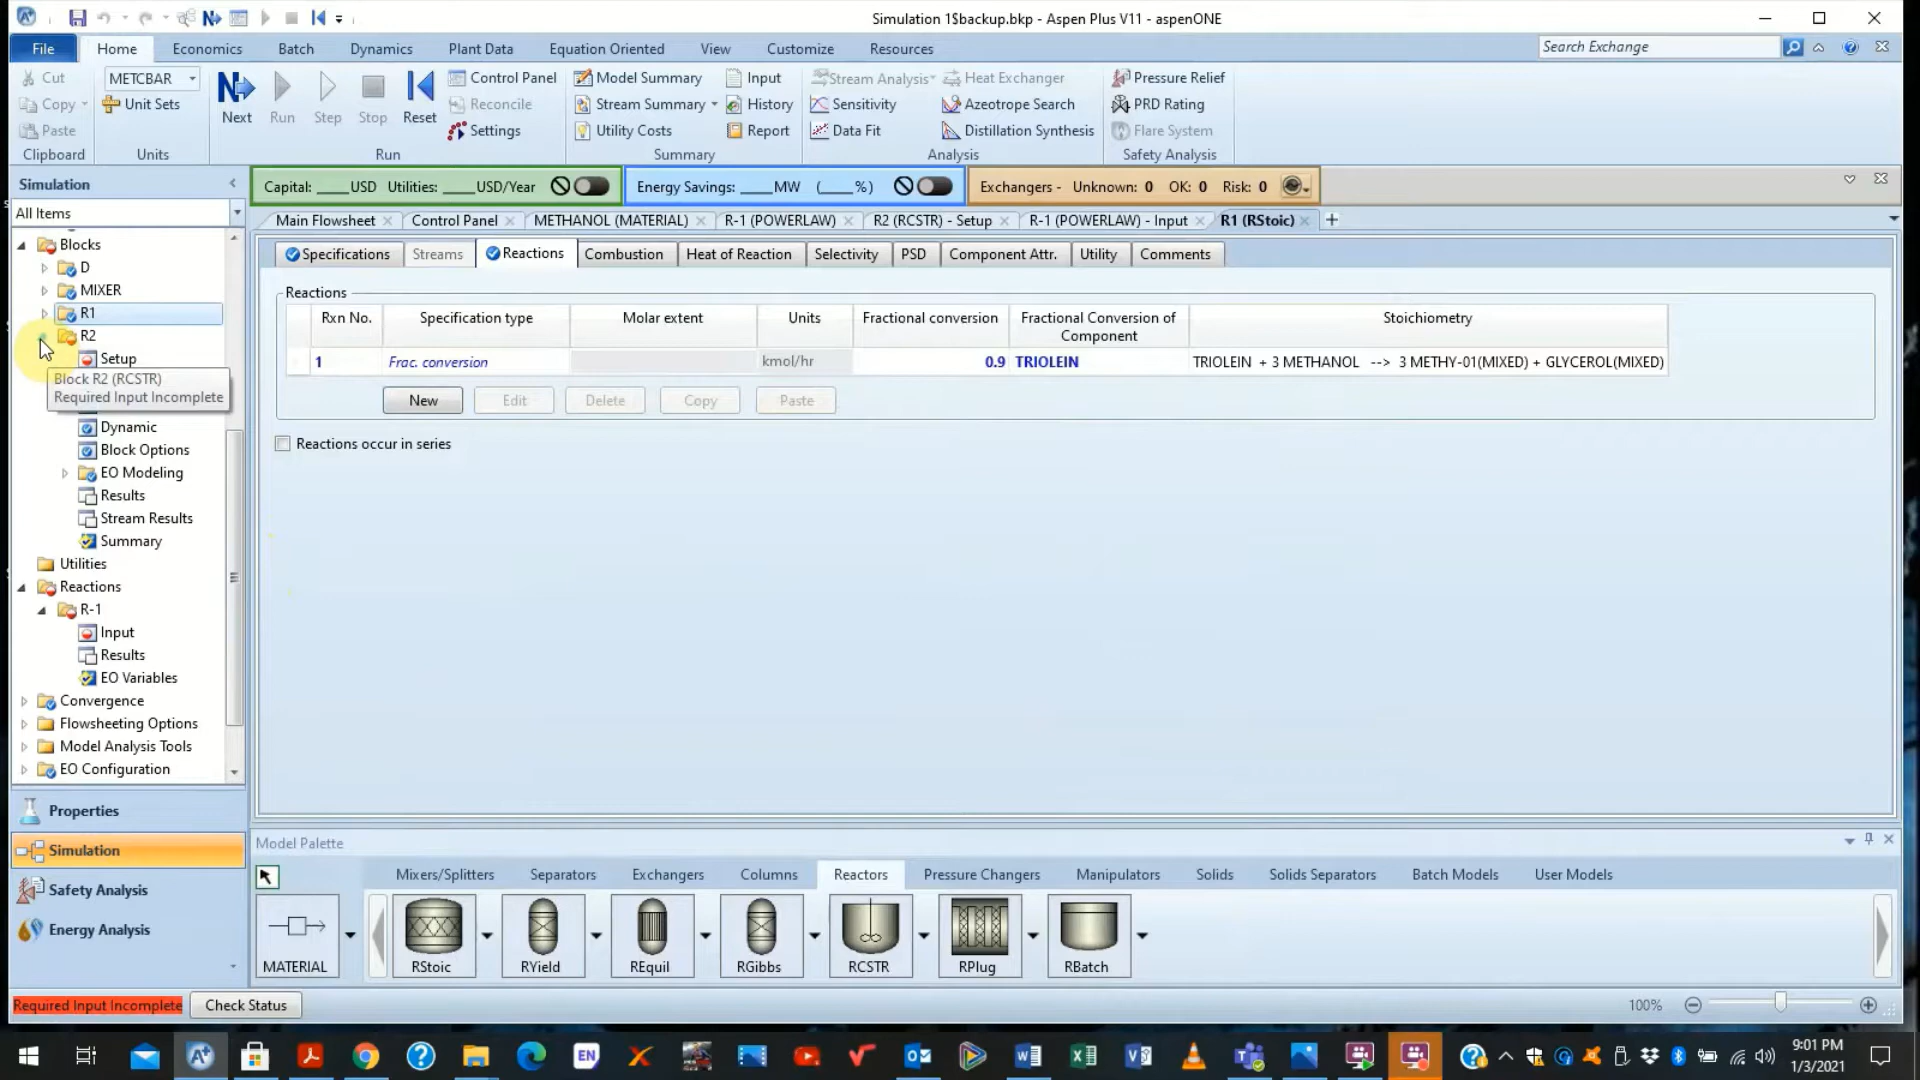 Simulation 1$backup.bkp - Aspen Plus V11 - aspenONE
File Home Economics Batch Dynamics Plant Data Equation Oriented View Customize Resources Search Exchange
Cut METCBAR Control Panel Model Summary Input Stream Analysis Heat Exchanger Pressure Relief
Copy Unit Sets Reconcile Stream Summary History Sensitivity Azeotrope Search PRD Rating
Paste Next Run Step Stop Reset Settings Utility Costs Report Data Fit Distillation Synthesis Flare System
Clipboard Units Run Summary Analysis Safety Analysis
Simulation Capital: ____USD Utilities: ____USD/Year Energy Savings: ____MW (____%) Exchangers - Unknown: 0 OK: 0 Risk: 0
All Items Main Flowsheet Control Panel METHANOL (MATERIAL) R-1 (POWERLAW) R2 (RCSTR) - Setup R-1 (POWERLAW) - Input R1 (RStoic)
Specifications Streams Reactions Combustion Heat of Reaction Selectivity PSD Component Attr. Utility Comments
Blocks
D
MIXER
R1
R2
Setup
Block R2 (RCSTR)
Required Input Incomplete
Dynamic
Block Options
EO Modeling
Results
Stream Results
Summary
Utilities
Reactions
R-1
Input
Results
EO Variables
Convergence
Flowsheeting Options
Model Analysis Tools
EO Configuration
Properties
Simulation
Safety Analysis
Energy Analysis
Reactions
Rxn No. Specification type Molar extent Units Fractional conversion Fractional Conversion of Component Stoichiometry
1 Frac. conversion kmol/hr 0.9 TRIOLEIN TRIOLEIN + 3 METHANOL --> 3 METHY-01(MIXED) + GLYCEROL(MIXED)
New Edit Delete Copy Paste
Reactions occur in series
Model Palette
Mixers/Splitters Separators Exchangers Columns Reactors Pressure Changers Manipulators Solids Solids Separators Batch Models User Models
MATERIAL RStoic RYield REquil RGibbs RCSTR RPlug RBatch
Required Input Incomplete Check Status 100%
EN
9:01 PM
1/3/2021